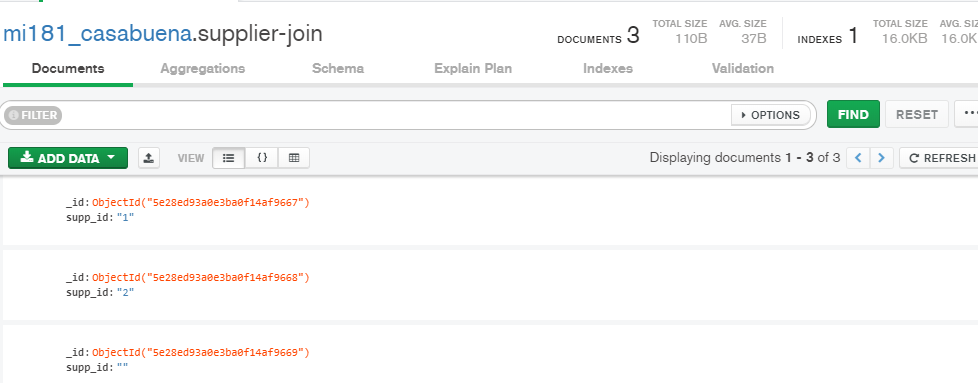 mi181_casabuena.supplier-join
DOCUMENTS 3 TOTAL SIZE 110B AVG. SIZE 37B INDEXES 1 TOTAL SIZE 16.0KB AVG. SIZ 16.0K
Documents Aggregations Schema Explain Plan Indexes Validation
FILTER OPTIONS FIND RESET ...
ADD DATA VIEW {} Displaying documents 1 - 3 of 3 < > REFRESH
_id: ObjectId("5e28ed93a0e3ba0f14af9667")
supp_id: "1"
_id: ObjectId("5e28ed93a0e3ba0f14af9668")
supp_id: "2"
_id: ObjectId("5e28ed93a0e3ba0f14af9669")
supp_id: ""